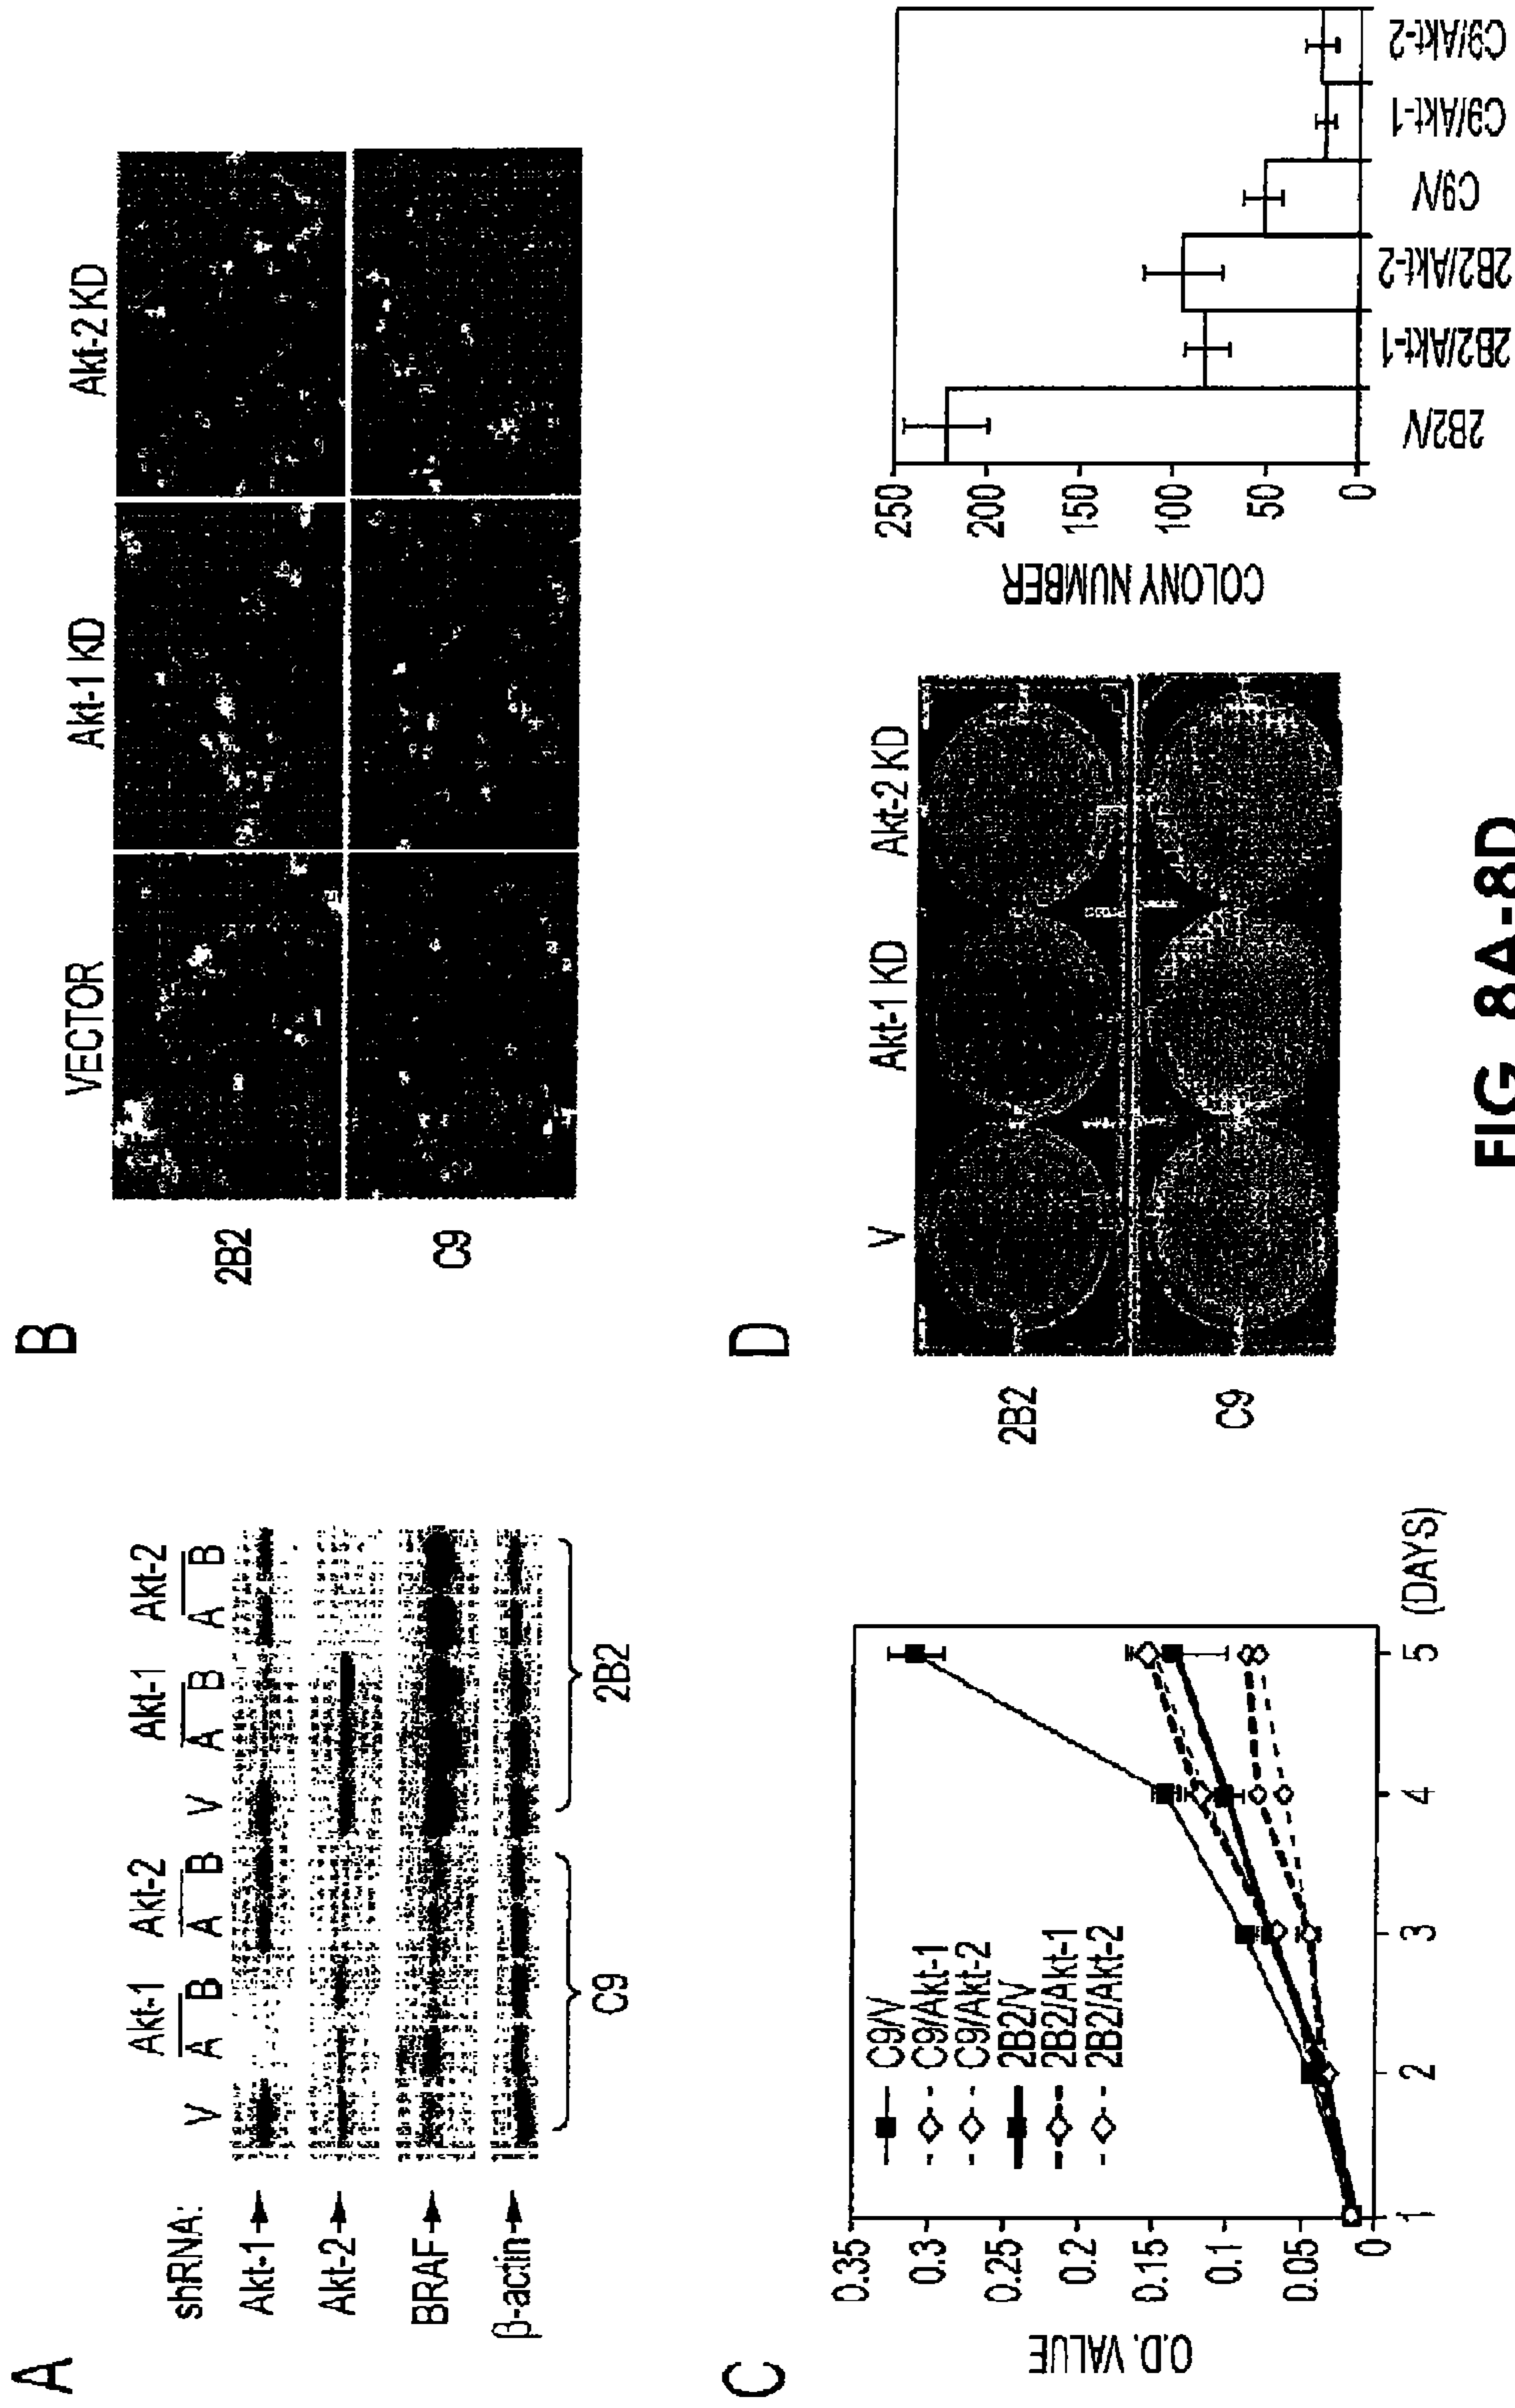 A
shRNA:
Akt-1 Akt-2 Akt-1 Akt-2
V A B A B V A B A B
Akt-1
Akt-2
BRAF
β-actin
C9 2B2
B
VECTOR Akt-1 KD Akt-2 KD
2B2
C9
C
O.D. VALUE
0.35
0.3
0.25
0.2
0.15
0.1
0.05
0
C9/V
C9/Akt-1
C9/Akt-2
2B2/V
2B2/Akt-1
2B2/Akt-2
1 2 3 4 5 (DAYS)
D
V Akt-1 KD Akt-2 KD
2B2
C9
COLONY NUMBER
250
200
150
100
50
0
2B2/V
2B2/Akt-1
2B2/Akt-2
C9/V
C9/Akt-1
C9/Akt-2
FIG. 8A-8D